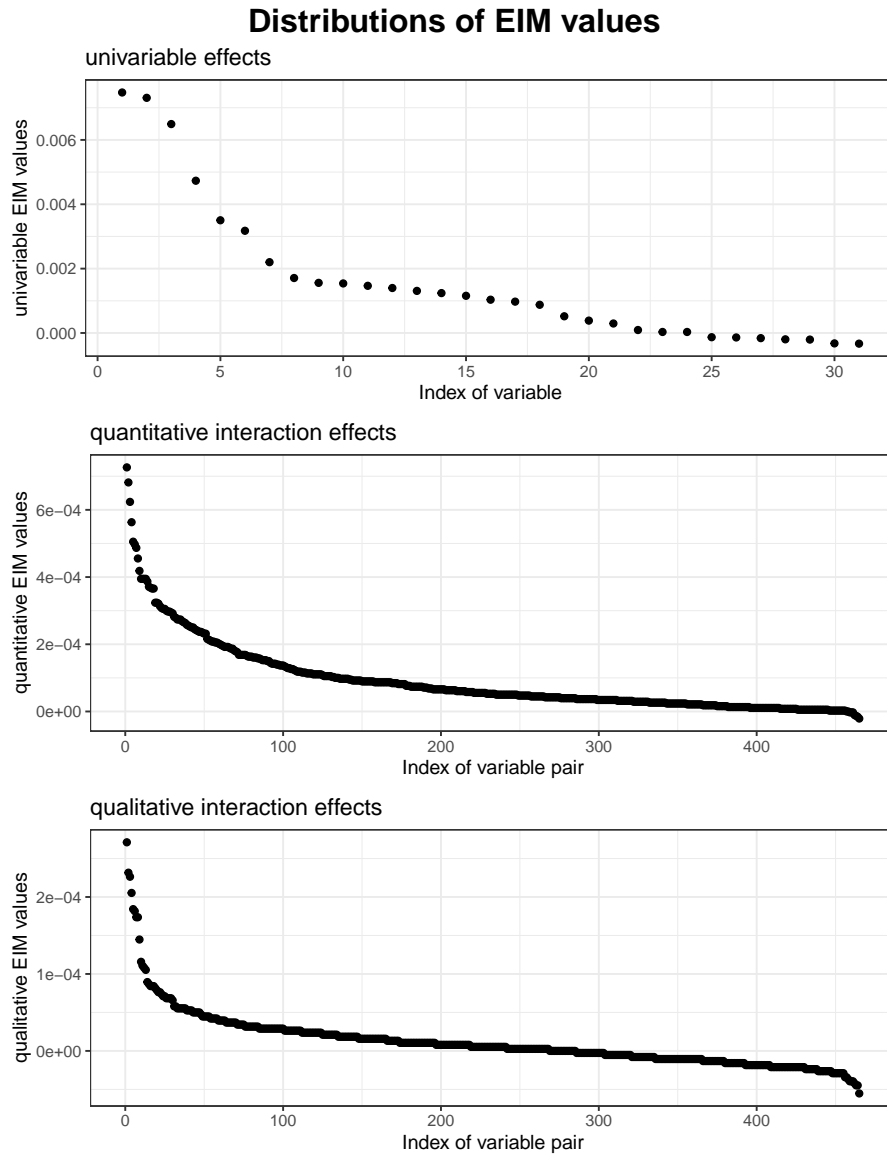 Distributions of EIM values
univariable effects
univariable EIM values
0.006
0.004
0.002
0.000
0 5 10 15 20 25 30
Index of variable
quantitative interaction effects
quantitative EIM values
6e−04
4e−04
2e−04
0e+00
0 100 200 300 400
Index of variable pair
qualitative interaction effects
qualitative EIM values
2e−04
1e−04
0e+00
0 100 200 300 400
Index of variable pair